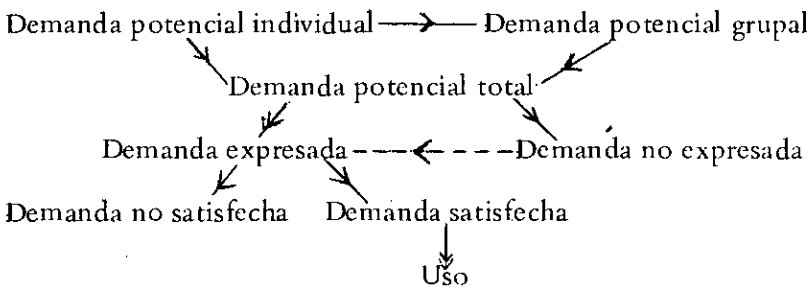 Demanda potencial individual Demanda potencial grupal
Demanda potencial total
Demanda expresada Demanda no expresada
Demanda no satisfecha Demanda satisfecha
Uso